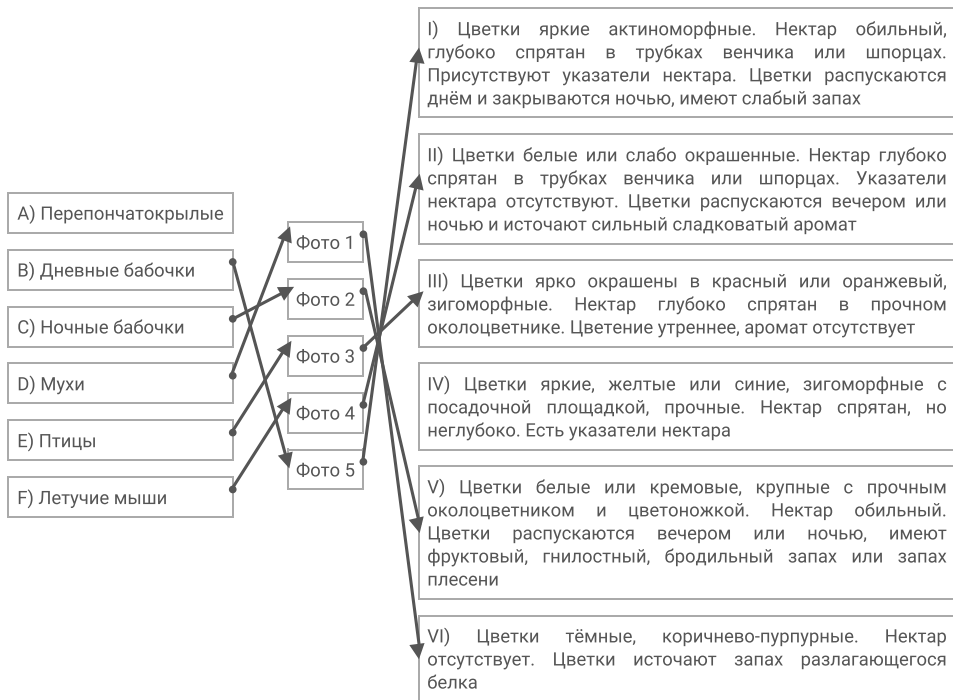 A) Перепончатокрылые
B) Дневные бабочки
C) Ночные бабочки
D) Мухи
E) Птицы
F) Летучие мыши
Фото 1
Фото 2
Фото 3
Фото 4
Фото 5
I) Цветки яркие актиноморфные. Нектар обильный,
глубоко спрятан в трубках венчика или шпорцах.
Присутствуют указатели нектара. Цветки распускаются
днём и закрываются ночью, имеют слабый запах
II) Цветки белые или слабо окрашенные. Нектар глубоко
спрятан в трубках венчика или шпорцах. Указатели
нектара отсутствуют. Цветки распускаются вечером или
ночью и источают сильный сладковатый аромат
III) Цветки ярко окрашены в красный или оранжевый,
зигоморфные. Нектар глубоко спрятан в прочном
околоцветнике. Цветение утреннее, аромат отсутствует
IV) Цветки яркие, желтые или синие, зигоморфные с
посадочной площадкой, прочные. Нектар спрятан, но
неглубоко. Есть указатели нектара
V) Цветки белые или кремовые, крупные с прочным
околоцветником и цветоножкой. Нектар обильный.
Цветки распускаются вечером или ночью, имеют
фруктовый, гнилостный, бродильный запах или запах
плесени
VI) Цветки тёмные, коричнево-пурпурные. Нектар
отсутствует. Цветки источают запах разлагающегося
белка